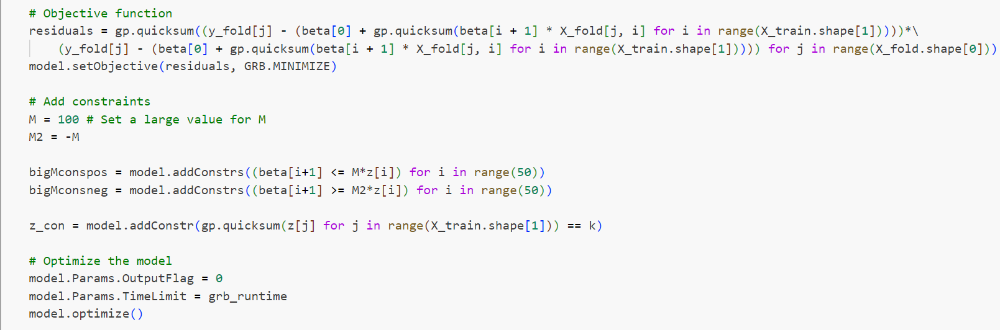 # Objective function
residuals = gp.quicksum((y_fold[j] - (beta[0] + gp.quicksum(beta[i + 1] * X_fold[j, i] for i in range(X_train.shape[1]))))*\
    (y_fold[j] - (beta[0] + gp.quicksum(beta[i + 1] * X_fold[j, i] for i in range(X_train.shape[1])))) for j in range(X_fold.shape[0]))
model.setObjective(residuals, GRB.MINIMIZE)

# Add constraints
M = 100 # Set a large value for M
M2 = -M

bigMconspos = model.addConstrs((beta[i+1] <= M*z[i]) for i in range(50))
bigMconsneg = model.addConstrs((beta[i+1] >= M2*z[i]) for i in range(50))

z_con = model.addConstr(gp.quicksum(z[j] for j in range(X_train.shape[1])) == k)

# Optimize the model
model.Params.OutputFlag = 0
model.Params.TimeLimit = grb_runtime
model.optimize()